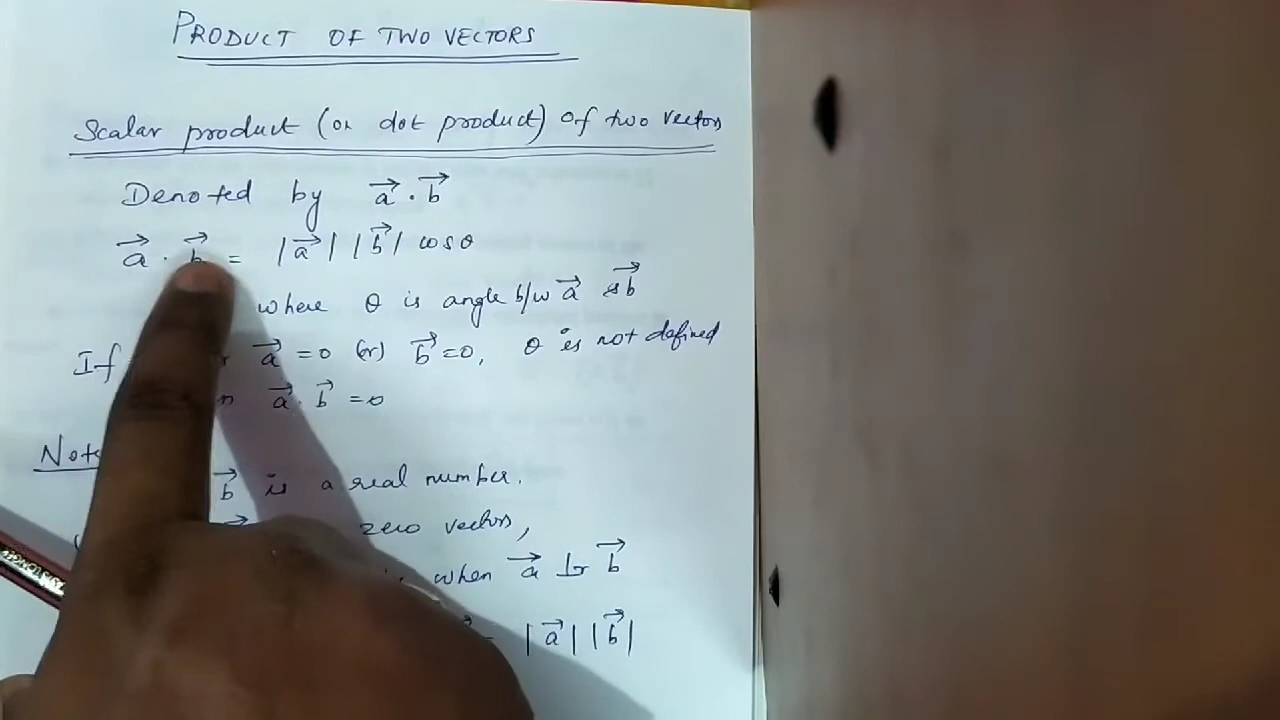 PRODUCT OF TWO VECTORS
Scalar product (or dot product) of two vectors
Denoted by a⃗ . b⃗
a⃗ . b⃗ = |a⃗| |b⃗| cos θ
where θ is angle b/w a⃗ & b⃗
If a⃗ = 0 (or) b⃗ = 0, θ is not defined
a⃗ . b⃗ = 0
Note
b⃗ is a real number.
zero vectors,
when a⃗ ⊥r b⃗
= |a⃗| |b⃗|